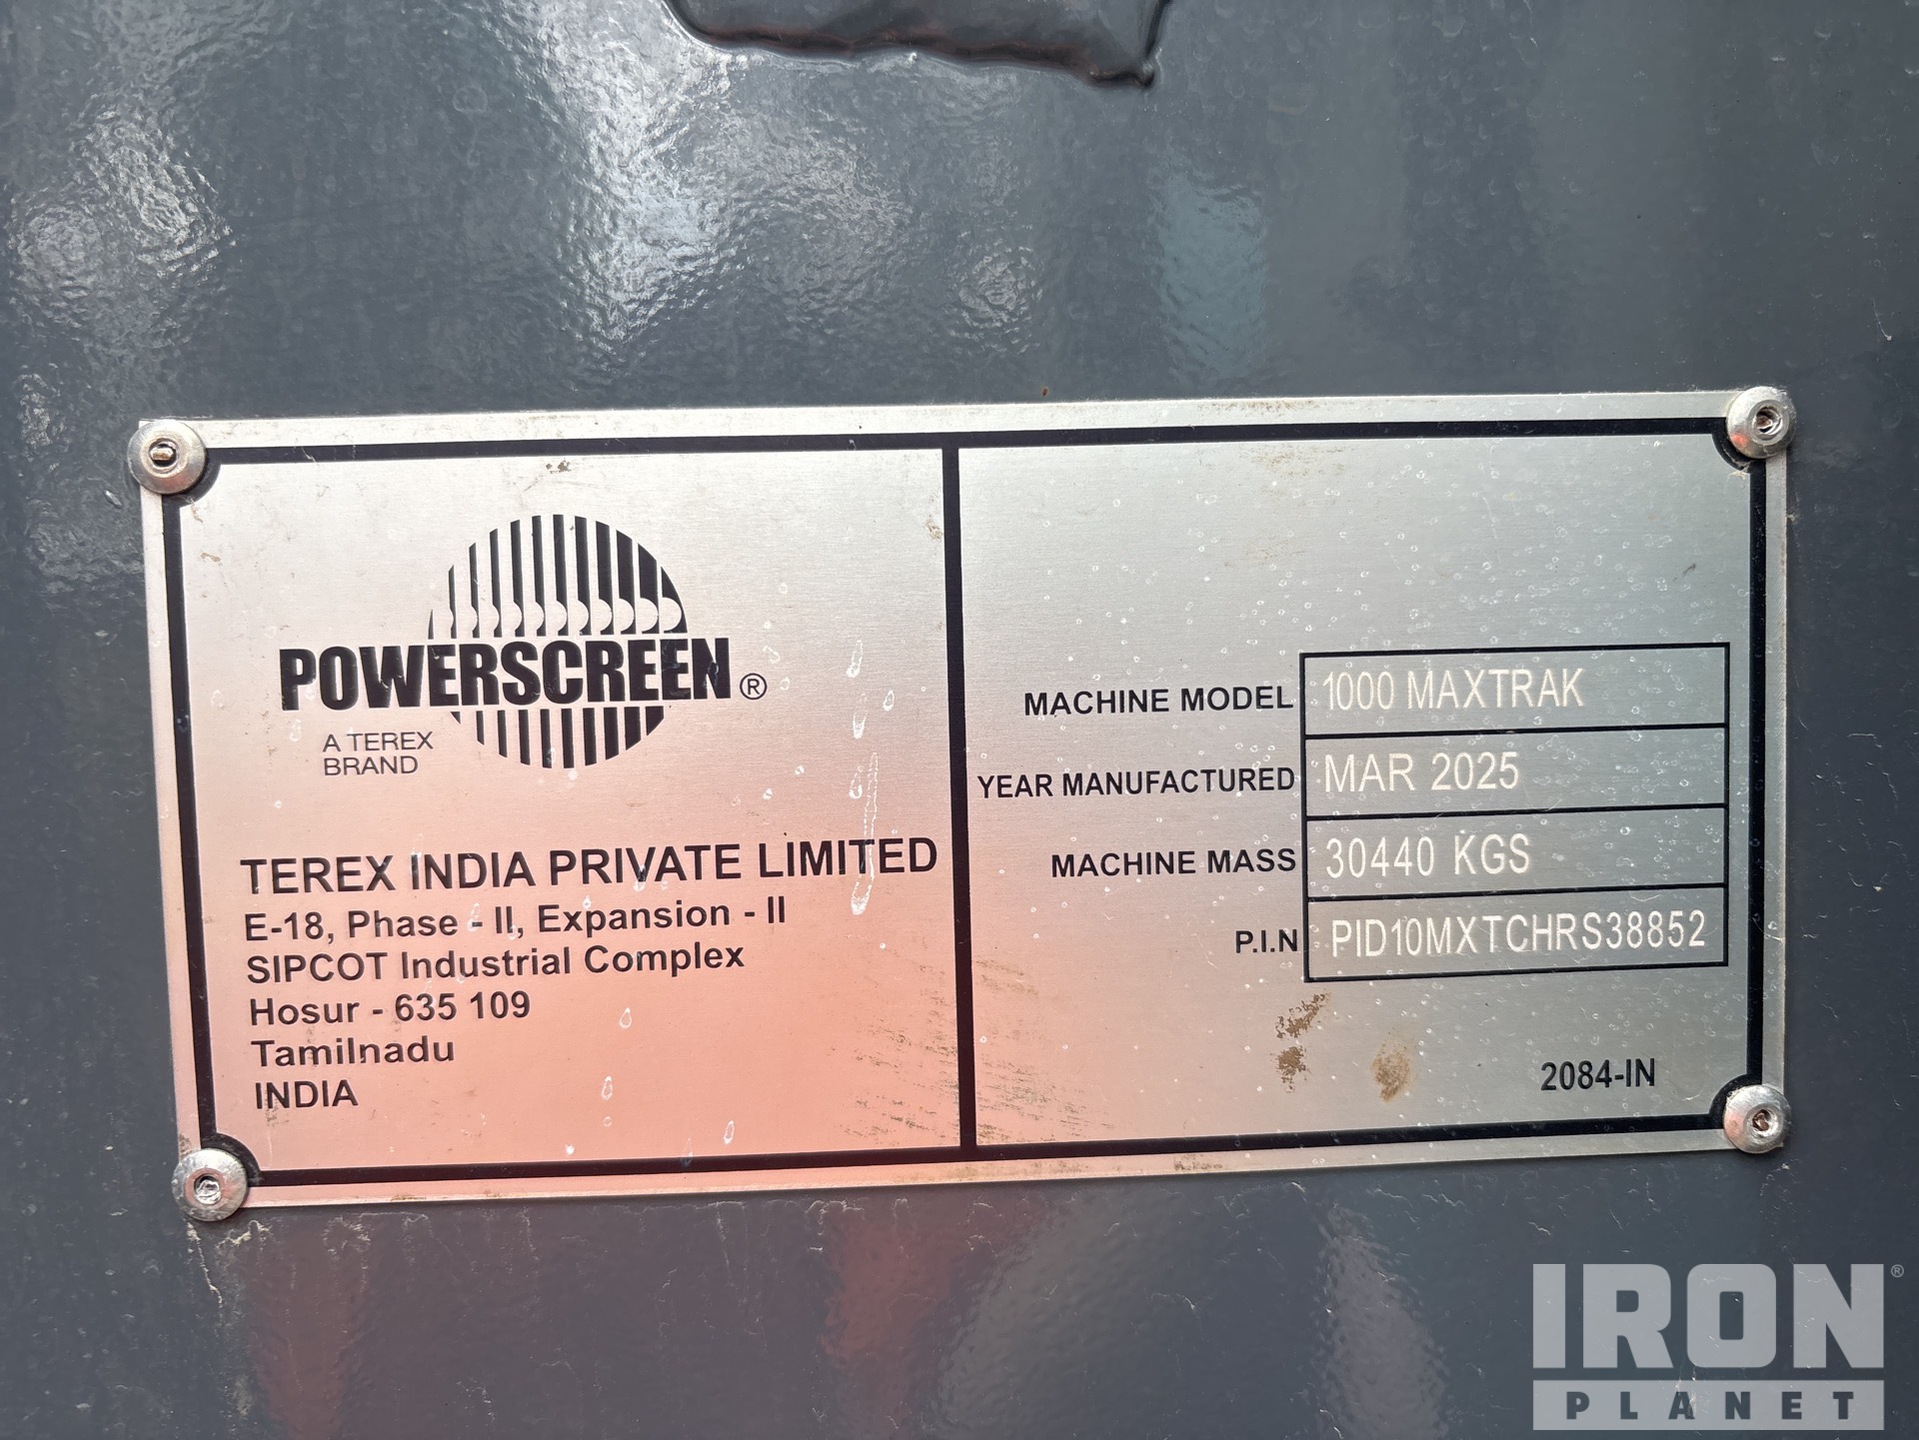 POWERSCREEN®
A TEREX
BRAND
TEREX INDIA PRIVATE LIMITED
E-18, Phase - II, Expansion - II
SIPCOT Industrial Complex
Hosur - 635 109
Tamilnadu
INDIA
MACHINE MODEL 1000 MAXTRAK
YEAR MANUFACTURED MAR 2025
MACHINE MASS 30440 KGS
P.I.N PID10MXTCHRS38852
2084-IN
IRON®
PLANET